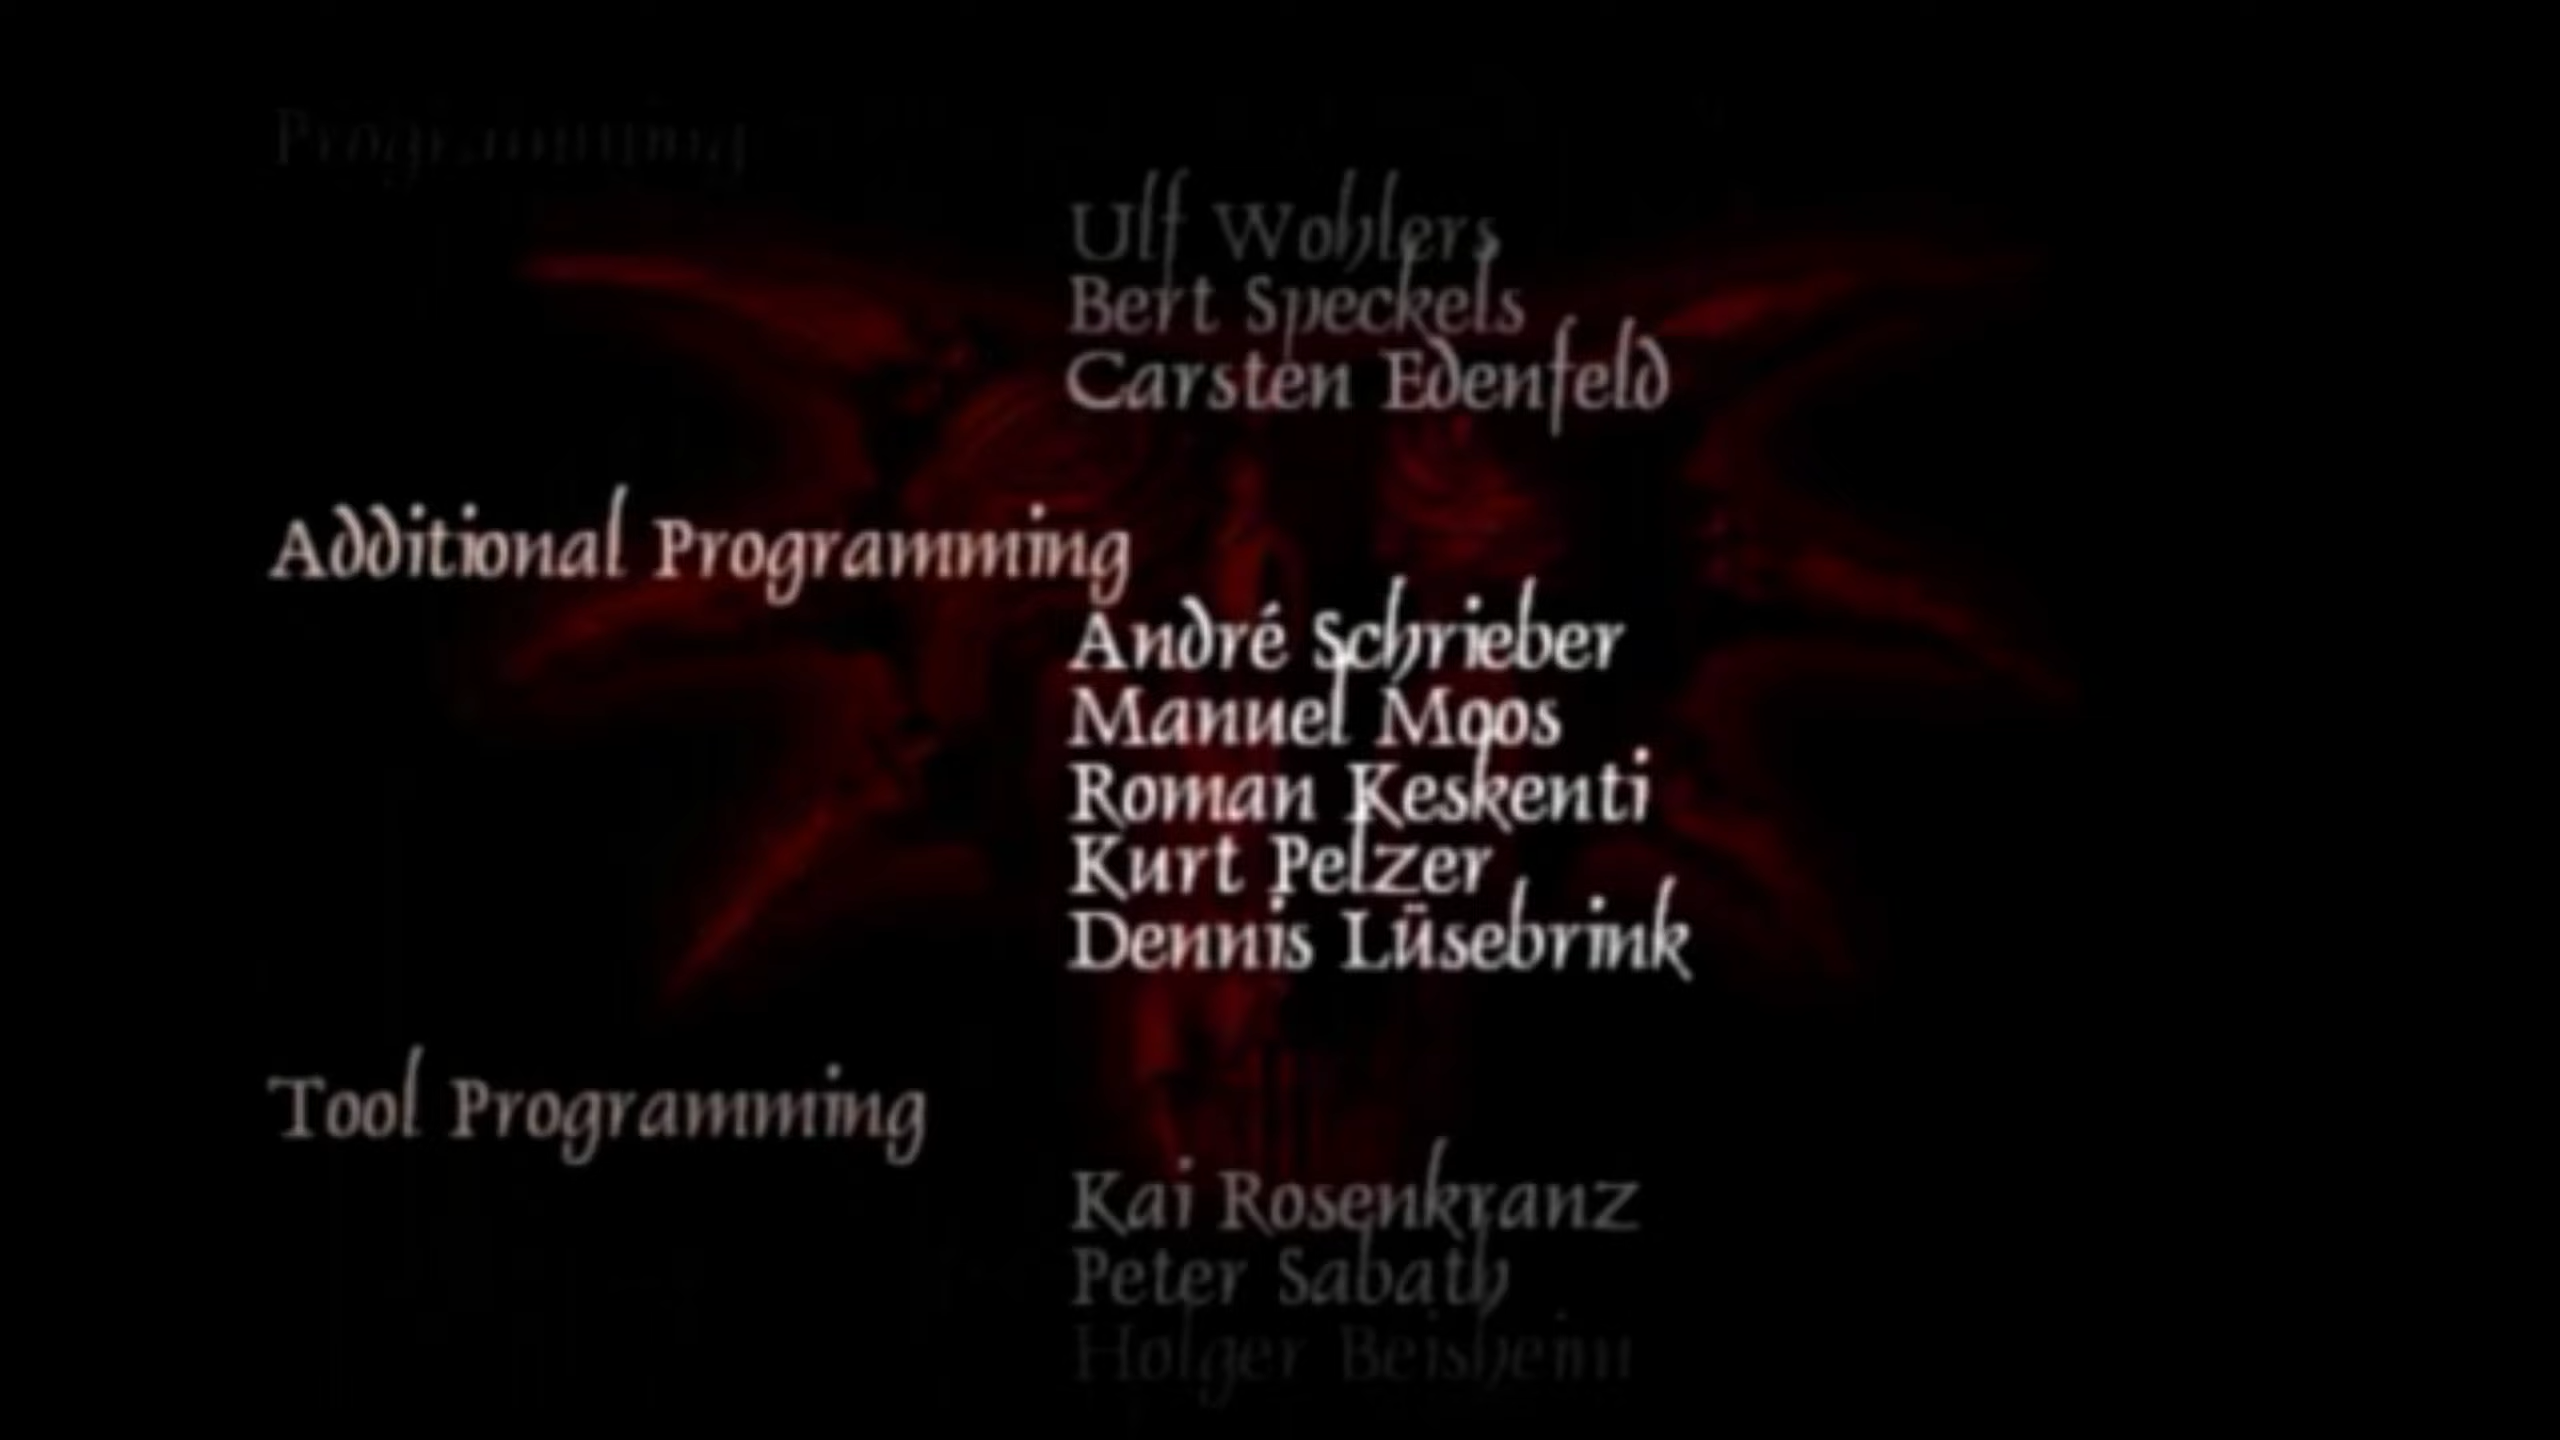 Programming
Ulf Wohlers
Bert Speckels
Carsten Edenfeld
Additional Programming
André Schrieber
Manuel Moos
Roman Keskenti
Kurt Pelzer
Dennis Lüsebrink
Tool Programming
Kai Rosenkranz
Peter Sabath
Holger Beisheim